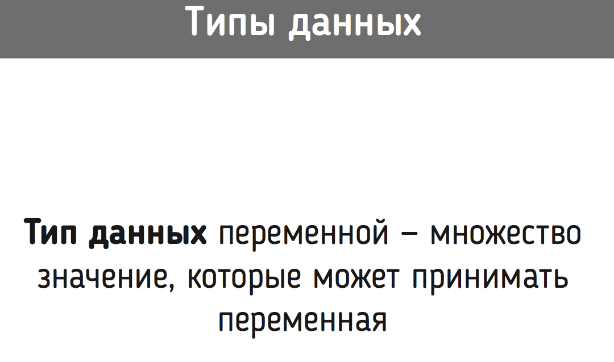 Типы данных
Тип данных переменной – множество
значение, которые может принимать
переменная